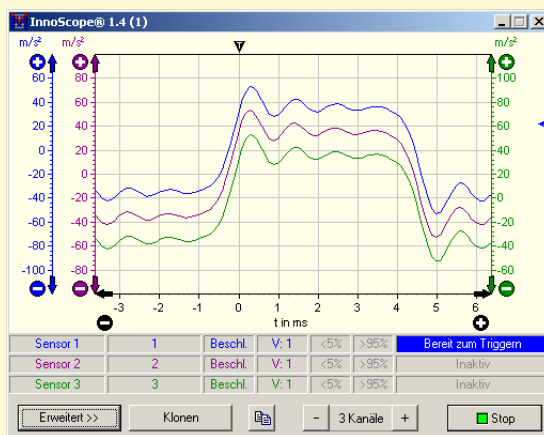 InnoScope® 1.4 (1)
m/s² m/s² m/s²
60 80 100
40 60 80
20 40 60
0 20 40
-20 0 20
-40 -20 0
-60 -40 -20
-80 -60 -40
-100 -80 -60
-3 -2 -1 0 1 2 3 4 5 6
t in ms
Sensor 1 1 Beschl. V: 1 <5% >95% Bereit zum Triggern
Sensor 2 2 Beschl. V: 1 <5% >95% Inaktiv
Sensor 3 3 Beschl. V: 1 <5% >95% Inaktiv
Erweitert >> Klonen - 3 Kanäle + Stop